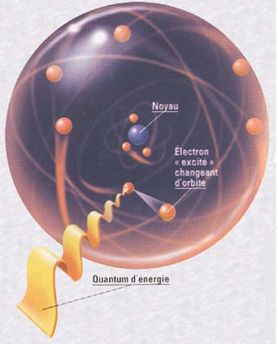 Noyau
Électron
« excité »
changeant
d'orbite
Quantum d'énergie